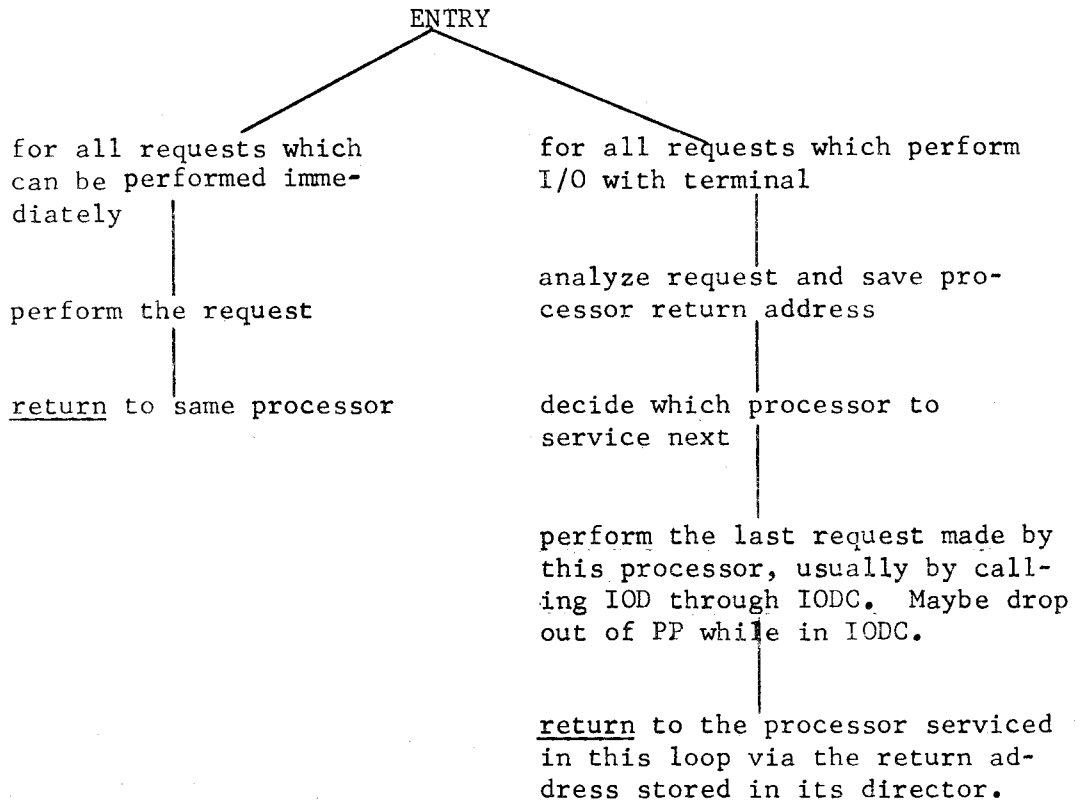 ENTRY
for all requests which
can be performed imme-
diately
perform the request
return to same processor
for all requests which perform
I/O with terminal
analyze request and save pro-
cessor return address
decide which processor to
service next
perform the last request made by
this processor, usually by call-
ing IOD through IODC. Maybe drop
out of PP while in IODC.
return to the processor serviced
in this loop via the return ad-
dress stored in its director.